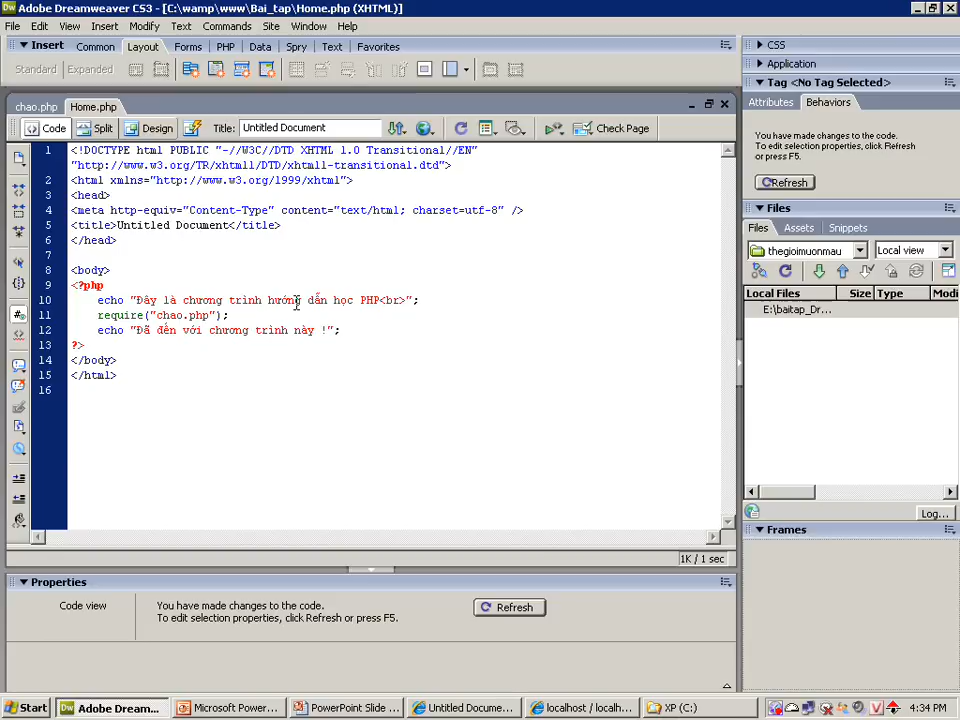 Adobe Dreamweaver CS3 - [C:\wamp\www\Bai_tap\Home.php (XHTML)]
File Edit View Insert Modify Text Commands Site Window Help
Insert Common Layout Forms PHP Data Spry Text Favorites
Standard Expanded
chao.php Home.php
Code Split Design Title: Untitled Document Check Page
1 <!DOCTYPE html PUBLIC "-//W3C//DTD XHTML 1.0 Transitional//EN"
"http://www.w3.org/TR/xhtml1/DTD/xhtml1-transitional.dtd">
2 <html xmlns="http://www.w3.org/1999/xhtml">
3 <head>
4 <meta http-equiv="Content-Type" content="text/html; charset=utf-8" />
5 <title>Untitled Document</title>
6 </head>
7
8 <body>
9 <?php
10 echo "Đây là chương trình hướng dẫn học PHP<br>";
11 require("chao.php");
12 echo "Đã đến với chương trình này !";
13 ?>
14 </body>
15 </html>
16
1K / 1 sec
Properties
Code view
You have made changes to the code.
To edit selection properties, click Refresh or press F5.
Refresh
CSS
Application
Tag <No Tag Selected>
Attributes Behaviors
You have made changes to the code.
To edit selection properties, click Refresh
or press F5.
Refresh
Files
Files Assets Snippets
thegioimuonmau Local view
Local Files Size Type Modi
E:\baitap_Dr...
Log...
Frames
Start Adobe Dreamwea... Microsoft Power... PowerPoint Slide ... Untitled Docume... localhost / localh... XP (C:) 4:34 PM